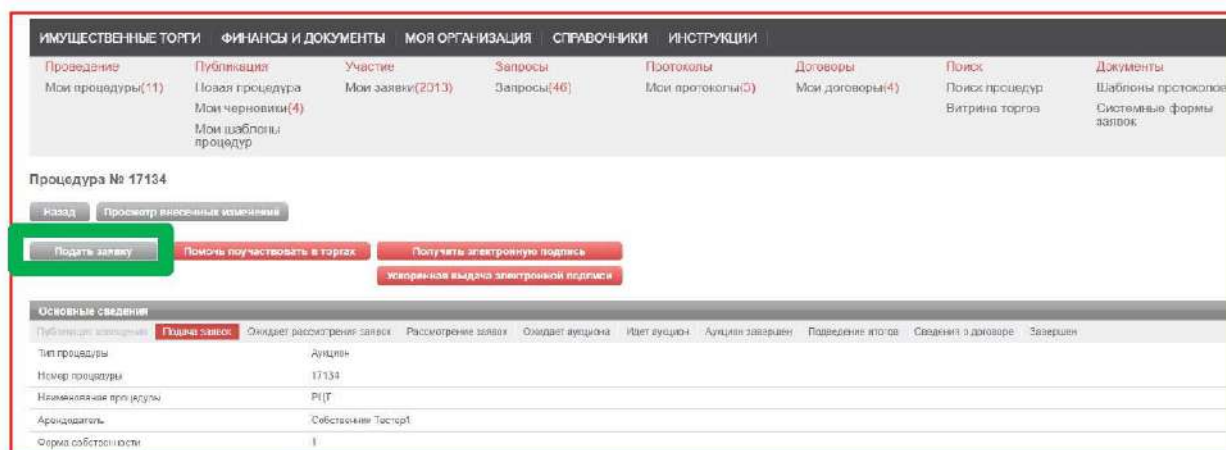 ИМУЩЕСТВЕННЫЕ ТОРГИ ФИНАНСЫ И ДОКУМЕНТЫ МОЯ ОРГАНИЗАЦИЯ СПРАВОЧНИКИ ИНСТРУКЦИИ
Проведение Публикация Участие Запросы Протоколы Договоры Поиск Документы
Мои процедуры(11) Новая процедура Мои заявки(2013) Запросы(46) Мои протоколы(0) Мои договоры(4) Поиск процедур Шаблоны протоколов
Мои черновики(4) Витрина торгов Системные формы
Мои шаблоны заявок
процедур
Процедура № 17134
Назад Просмотр внесенных изменений
Подать заявку Помочь поучаствовать в торгах Получить электронную подпись
Ускоренная выдача электронной подписи
Основные сведения
Публикация извещения Подача заявок Ожидает рассмотрения заявок Рассмотрение заявок Ожидает аукциона Идет аукцион Аукцион завершен Подведение итогов Сведения о договоре Завершен
Тип процедуры Аукцион
Номер процедуры 17134
Наименование процедуры РЦТ
Арендодатель Собственник Тестер1
Форма собственности 1